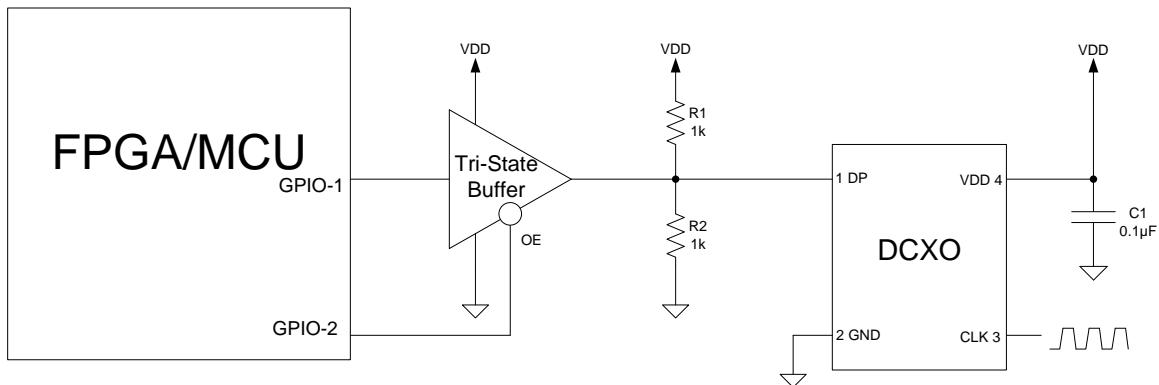 FPGA/MCU
GPIO-1
GPIO-2
VDD
Tri-State
Buffer
OE
VDD
R1
1k
R2
1k
1 DP
VDD 4
DCXO
2 GND
CLK 3
VDD
C1
0.1µF